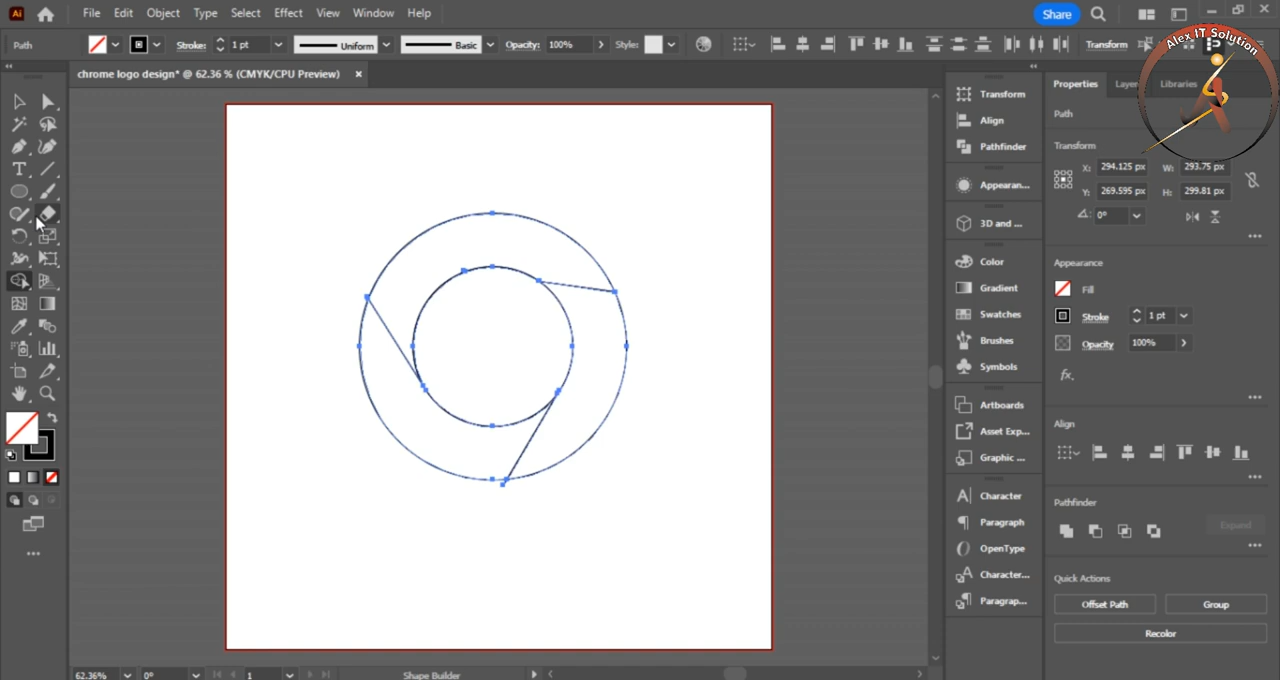 Ai File Edit Object Type Select Effect View Window Help Share
Path Stroke: 1 pt Uniform Basic Opacity: 100% Style: Transform
Alex IT Solution
chrome logo design* @ 62.36 % (CMYK/CPU Preview)
Transform
Align
Pathfinder
Appearan...
3D and ...
Color
Gradient
Swatches
Brushes
Symbols
Artboards
Asset Exp...
Graphic ...
Character
Paragraph
OpenType
Character...
Paragrap...
Properties Layer Libraries
Path
Transform
X: 294.125 px W: 293.75 px
Y: 269.595 px H: 299.81 px
0°
Appearance
Fill
Stroke 1 pt
Opacity 100%
fx.
Align
Pathfinder
Expand
Quick Actions
Offset Path Group
Recolor
62.36% 0° 1 Shape Builder